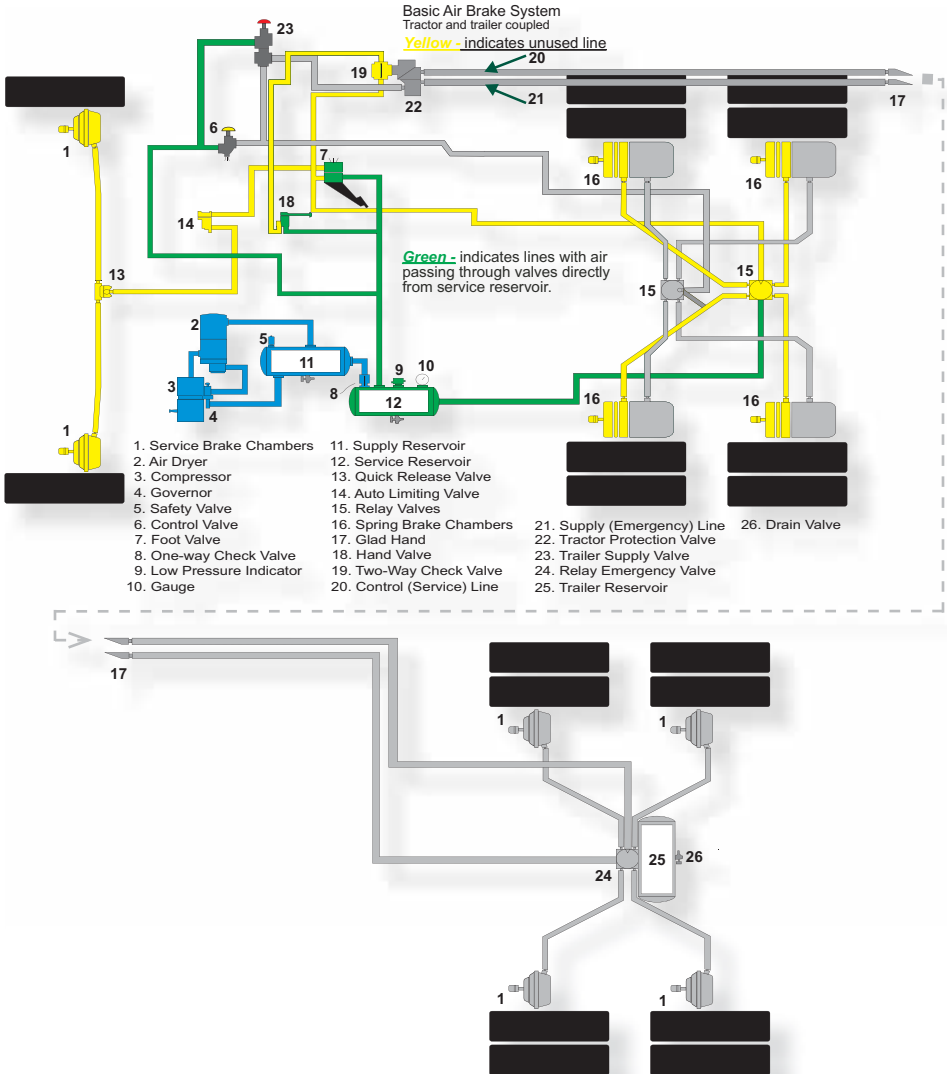 Basic Air Brake System
Tractor and trailer coupled
Yellow - indicates unused line
23
20
19
22
21
17
6
1
7
16
16
14
18
Green - indicates lines with air
passing through valves directly
from service reservoir.
13
15
15
2
5
11
9
10
3
8
12
4
16
16
1
1. Service Brake Chambers
2. Air Dryer
3. Compressor
4. Governor
5. Safety Valve
6. Control Valve
7. Foot Valve
8. One-way Check Valve
9. Low Pressure Indicator
10. Gauge
11. Supply Reservoir
12. Service Reservoir
13. Quick Release Valve
14. Auto Limiting Valve
15. Relay Valves
16. Spring Brake Chambers
17. Glad Hand
18. Hand Valve
19. Two-Way Check Valve
20. Control (Service) Line
21. Supply (Emergency) Line
22. Tractor Protection Valve
23. Trailer Supply Valve
24. Relay Emergency Valve
25. Trailer Reservoir
26. Drain Valve
17
1
1
25
26
24
1
1